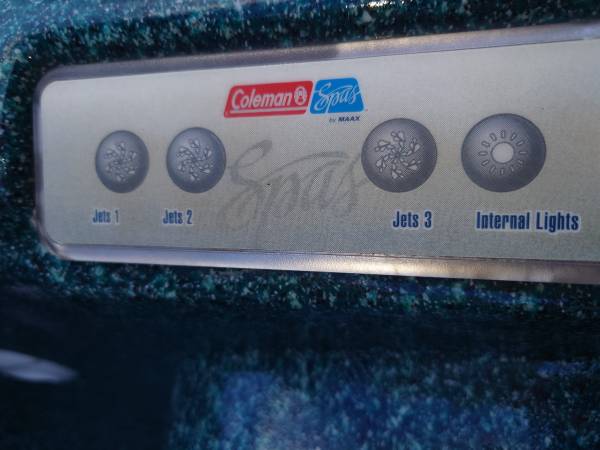 Coleman Spas
by MAAX
Spas
Jets 1
Jets 2
Jets 3
Internal Lights